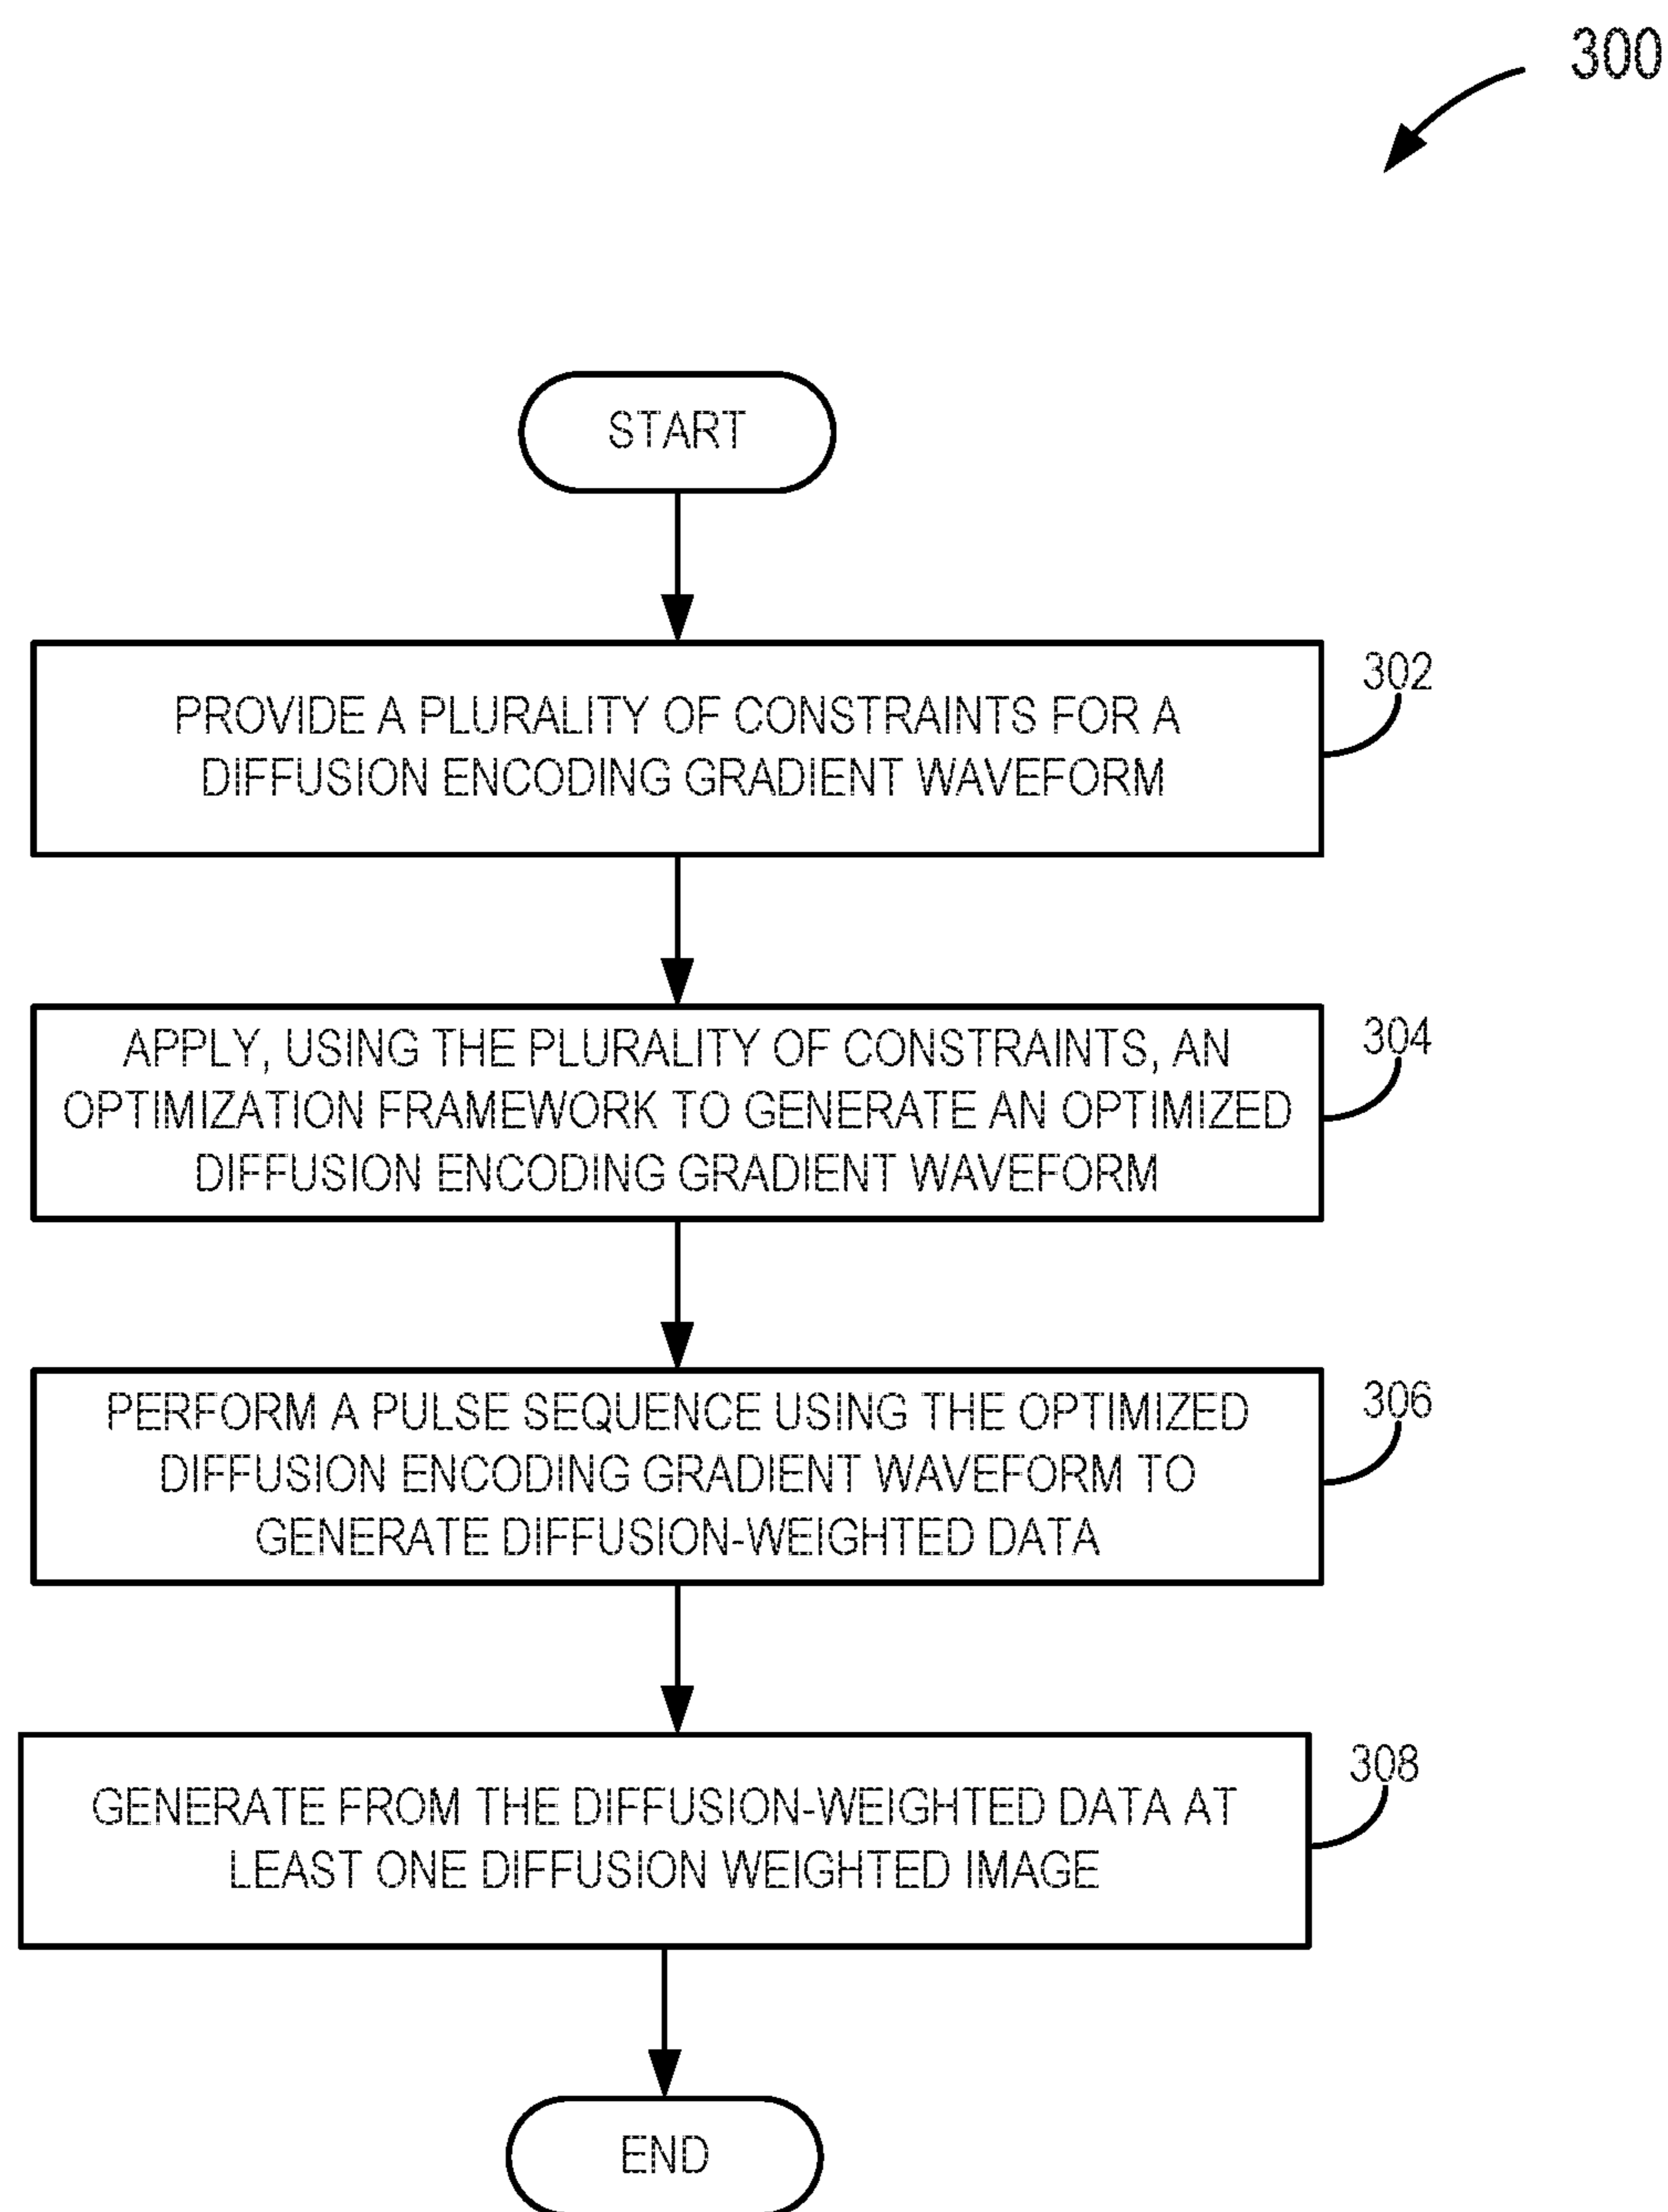 300
START
PROVIDE A PLURALITY OF CONSTRAINTS FOR A
DIFFUSION ENCODING GRADIENT WAVEFORM
302
APPLY, USING THE PLURALITY OF CONSTRAINTS, AN
OPTIMIZATION FRAMEWORK TO GENERATE AN OPTIMIZED
DIFFUSION ENCODING GRADIENT WAVEFORM
304
PERFORM A PULSE SEQUENCE USING THE OPTIMIZED
DIFFUSION ENCODING GRADIENT WAVEFORM TO
GENERATE DIFFUSION-WEIGHTED DATA
306
GENERATE FROM THE DIFFUSION-WEIGHTED DATA AT
LEAST ONE DIFFUSION WEIGHTED IMAGE
308
END